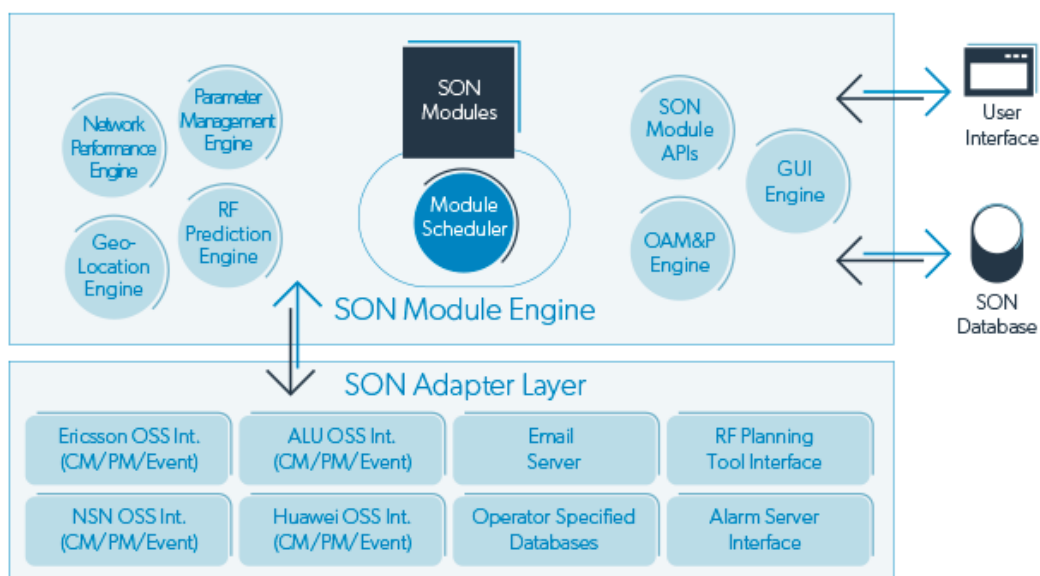 SON
Modules
Module
Scheduler
Network
Performance
Engine
Parameter
Management
Engine
Geo-
Location
Engine
RF
Prediction
Engine
SON
Module
APIs
GUI
Engine
OAM&P
Engine
SON Module Engine
User
Interface
SON
Database
SON Adapter Layer
Ericsson OSS Int.
(CM/PM/Event)
ALU OSS Int.
(CM/PM/Event)
Email
Server
RF Planning
Tool Interface
NSN OSS Int.
(CM/PM/Event)
Huawei OSS Int.
(CM/PM/Event)
Operator Specified
Databases
Alarm Server
Interface